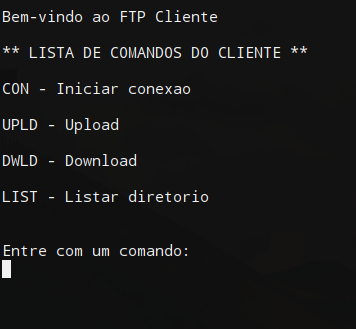 Bem-vindo ao FTP Cliente
** LISTA DE COMANDOS DO CLIENTE **
CON - Iniciar conexao
UPLD - Upload
DWLD - Download
LIST - Listar diretorio
Entre com um comando: